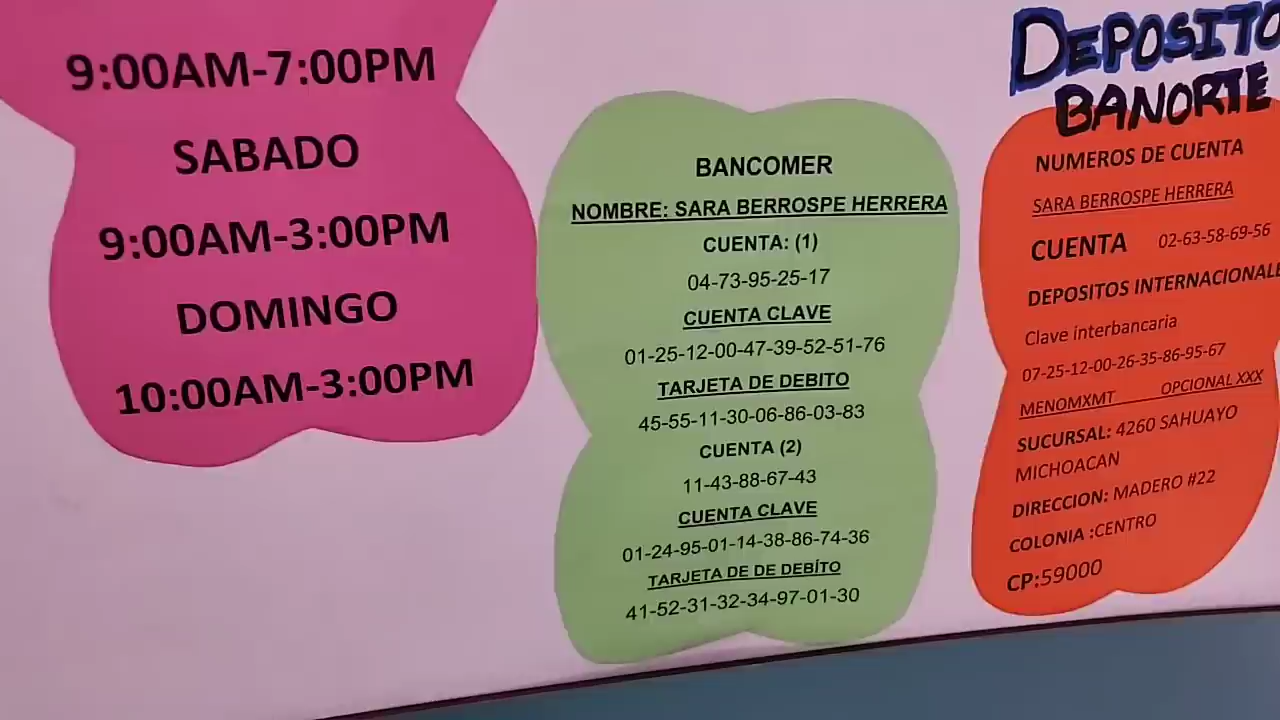 9:00AM-7:00PM
SABADO
9:00AM-3:00PM
DOMINGO
10:00AM-3:00PM
BANCOMER
NOMBRE: SARA BERROSPE HERRERA
CUENTA: (1)
04-73-95-25-17
CUENTA CLAVE
01-25-12-00-47-39-52-51-76
TARJETA DE DEBITO
45-55-11-30-06-86-03-83
CUENTA (2)
11-43-88-67-43
CUENTA CLAVE
01-24-95-01-14-38-86-74-36
TARJETA DE DE DEBÍTO
41-52-31-32-34-97-01-30
DEPOSITO
BANORTE
NUMEROS DE CUENTA
SARA BERROSPE HERRERA
CUENTA 02-63-58-69-56
DEPOSITOS INTERNACIONALE
Clave interbancaria
07-25-12-00-26-35-86-95-67
MENOMXMT OPCIONAL XXX
SUCURSAL: 4260 SAHUAYO
MICHOACAN
DIRECCION: MADERO #22
COLONIA :CENTRO
CP:59000